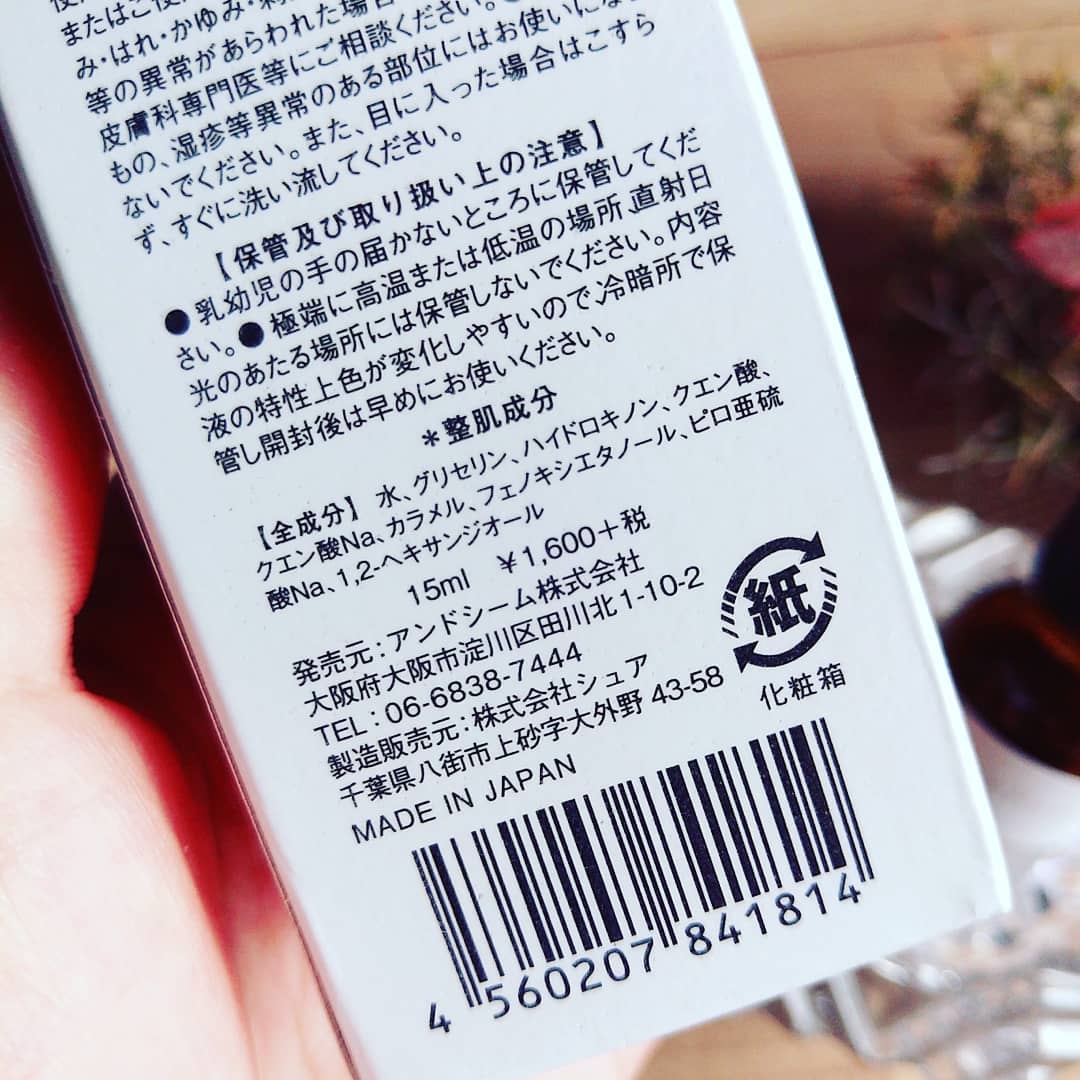 またはご使用
み・はれ・かゆみ・刺
等の異常があらわれた場合
皮膚科専門医等にご相談ください。
もの、湿疹等異常のある部位にはお使いにな
ないでください。また、目に入った場合はこすら
ず、すぐに洗い流してください。
【保管及び取り扱い上の注意】
●乳幼児の手の届かないところに保管してくだ
さい。●極端に高温または低温の場所、直射日
光のあたる場所には保管しないでください。内容
液の特性上色が変化しやすいので、冷暗所で保
管し開封後は早めにお使いください。
*整肌成分
【全成分】 水、グリセリン、ハイドロキノン、クエン酸、
クエン酸Na、カラメル、フェノキシエタノール、ピロ亜硫
酸Na、1,2-ヘキサンジオール
15ml ¥1,600+税
発売元:アンドシーム株式会社
大阪府大阪市淀川区田川北1-10-2
TEL:06-6838-7444
製造販売元:株式会社シュア
千葉県八街市上砂字大外野 43-58
MADE IN JAPAN
紙
化粧箱
4 560207 841814